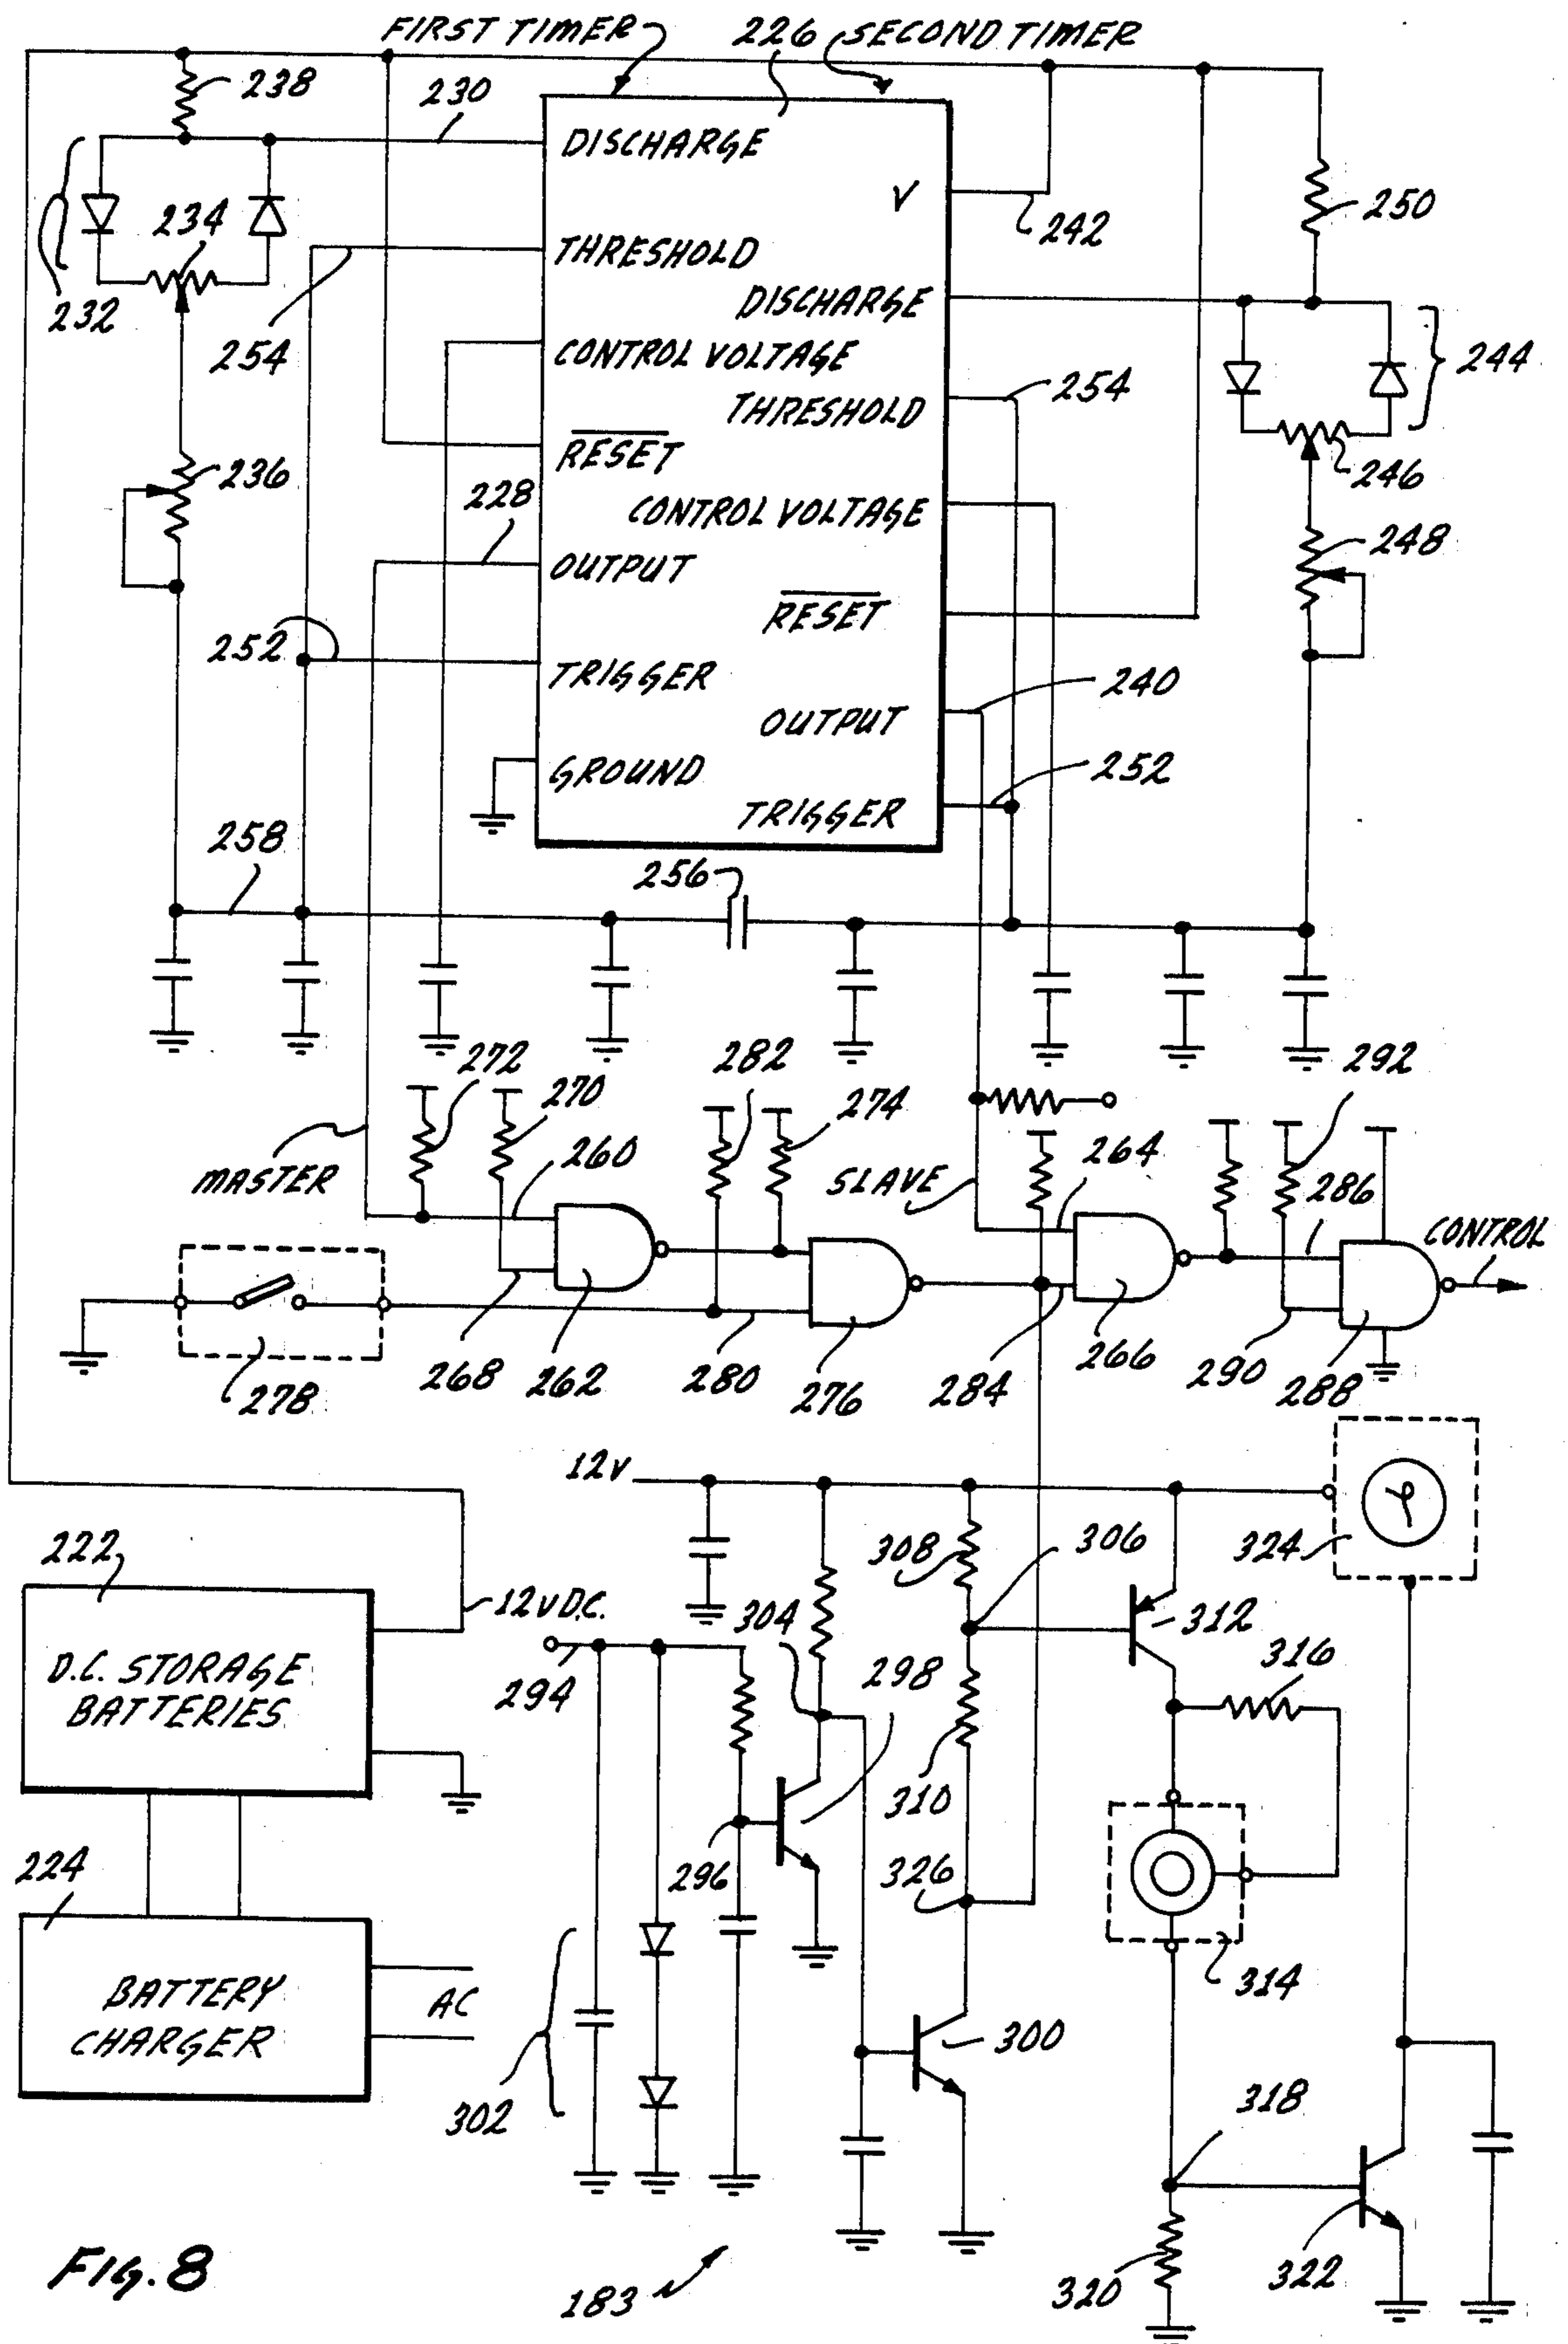 FIRST TIMER 226 SECOND TIMER
238 230
DISCHARGE
V
250
234 242
232
THRESHOLD
DISCHARGE
254 244
CONTROL VOLTAGE
254
THRESHOLD
RESET
236 246
228
CONTROL VOLTAGE
248
OUTPUT
RESET
252
TRIGGER
240
OUTPUT
GROUND
252
TRIGGER
258
256
272 282 292
270 274
260 264
MASTER SLAVE 286
CONTROL
268 262 280 276 284 266 290 288
278
12V
222 308 306 324
12V D.C.
304 312
D.C. STORAGE
BATTERIES
294 298 316
310
224 296 326
314
BATTERY
CHARGER
AC
302 300
318
320 322
FIG. 8
183